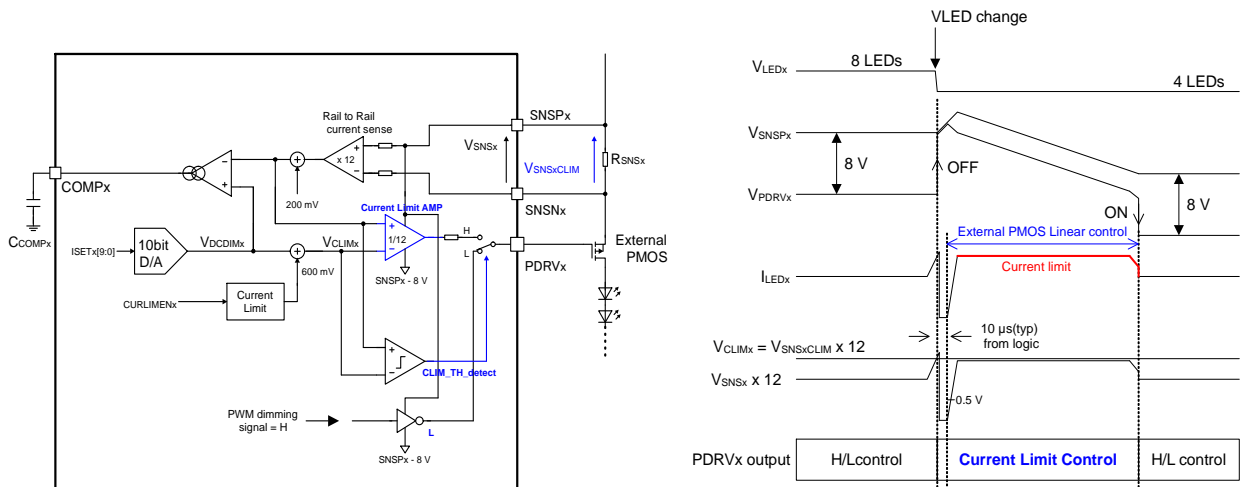 Rail to Rail
current sense
SNSPx
VSNSx
VSNSxCLIM
RSNSx
x 12
+
−
−
+
+
200 mV
COMPx
CCOMPx
SNSNx
Current Limit AMP
+
1/12
−
H
L
PDRVx
External
PMOS
SNSPx - 8 V
ISETx[9:0]
10bit
D/A
VDCDIMx
+
VCLIMx
600 mV
CURLIMENx
Current
Limit
+
−
CLIM_TH_detect
PWM dimming
signal = H
L
SNSPx - 8 V
VLED change
VLEDx
8 LEDs
4 LEDs
VSNSPx
8 V
OFF
VPDRVx
ON
8 V
External PMOS Linear control
ILEDx
Current limit
10 µs(typ)
from logic
VCLIMx = VSNSxCLIM x 12
VSNSx x 12
-0.5 V
PDRVx output
H/Lcontrol
Current Limit Control
H/L control